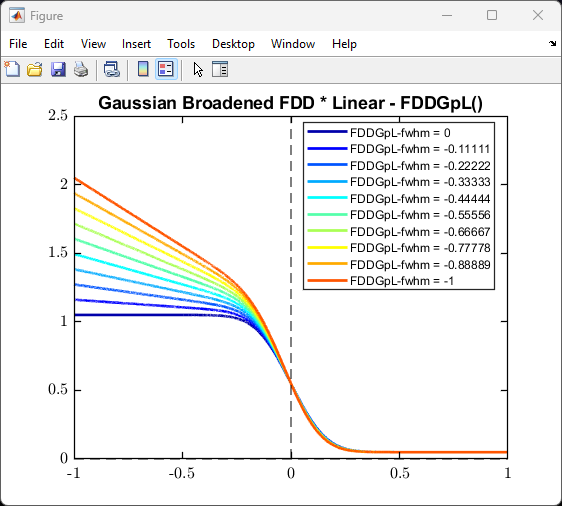 Figure
File Edit View Insert Tools Desktop Window Help
Gaussian Broadened FDD * Linear - FDDGpL()
2.5
2
1.5
1
0.5
0
-1 -0.5 0 0.5 1
FDDGpL-fwhm = 0
FDDGpL-fwhm = -0.11111
FDDGpL-fwhm = -0.22222
FDDGpL-fwhm = -0.33333
FDDGpL-fwhm = -0.44444
FDDGpL-fwhm = -0.55556
FDDGpL-fwhm = -0.66667
FDDGpL-fwhm = -0.77778
FDDGpL-fwhm = -0.88889
FDDGpL-fwhm = -1